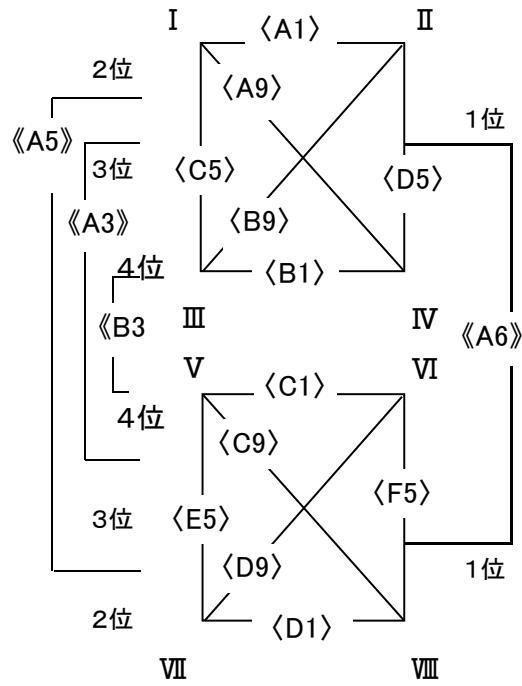 Ⅰ 〈A1〉 Ⅱ
2位 〈A9〉
1位
《A5》
3位 〈C5〉 〈D5〉
《A3》 〈B9〉
4位 〈B1〉
《B3 Ⅲ Ⅳ 《A6》
Ⅴ 〈C1〉 Ⅵ
4位 〈C9〉
〈F5〉
3位 〈E5〉
〈D9〉 1位
2位 〈D1〉
Ⅶ Ⅷ